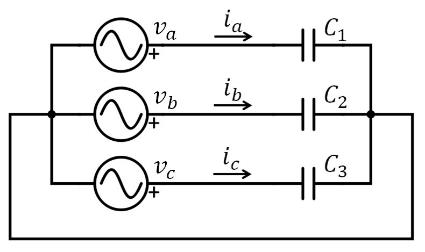 v_a i_a C_1
+
v_b i_b C_2
+
v_c i_c C_3
+